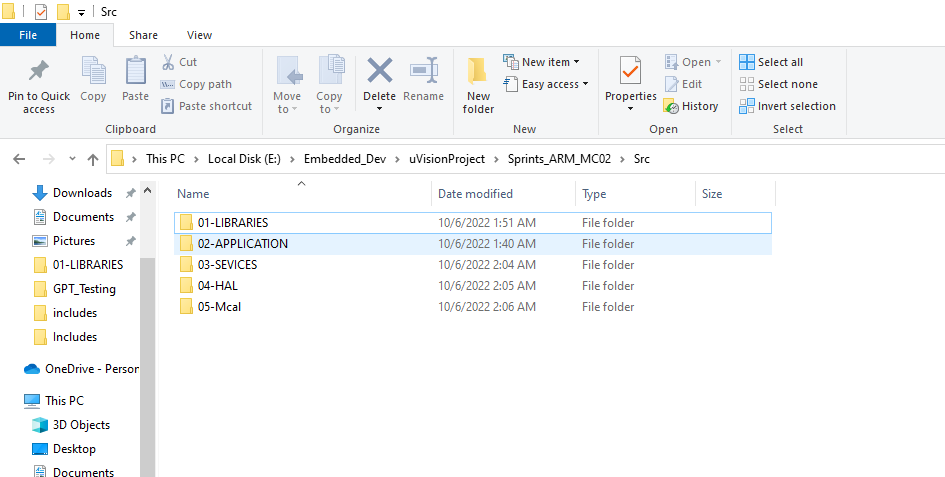 Src
File Home Share View
Pin to Quick access
Copy
Paste
Cut
Copy path
Paste shortcut
Clipboard
Move to
Copy to
Delete
Rename
Organize
New folder
New item
Easy access
New
Properties
Open
Edit
History
Open
Select all
Select none
Invert selection
Select
This PC > Local Disk (E:) > Embedded_Dev > uVisionProject > Sprints_ARM_MC02 > Src
Downloads
Documents
Pictures
01-LIBRARIES
GPT_Testing
includes
Includes
OneDrive - Person
This PC
3D Objects
Desktop
Documents
Name Date modified Type Size
01-LIBRARIES 10/6/2022 1:51 AM File folder
02-APPLICATION 10/6/2022 1:40 AM File folder
03-SEVICES 10/6/2022 2:04 AM File folder
04-HAL 10/6/2022 2:05 AM File folder
05-Mcal 10/6/2022 2:06 AM File folder